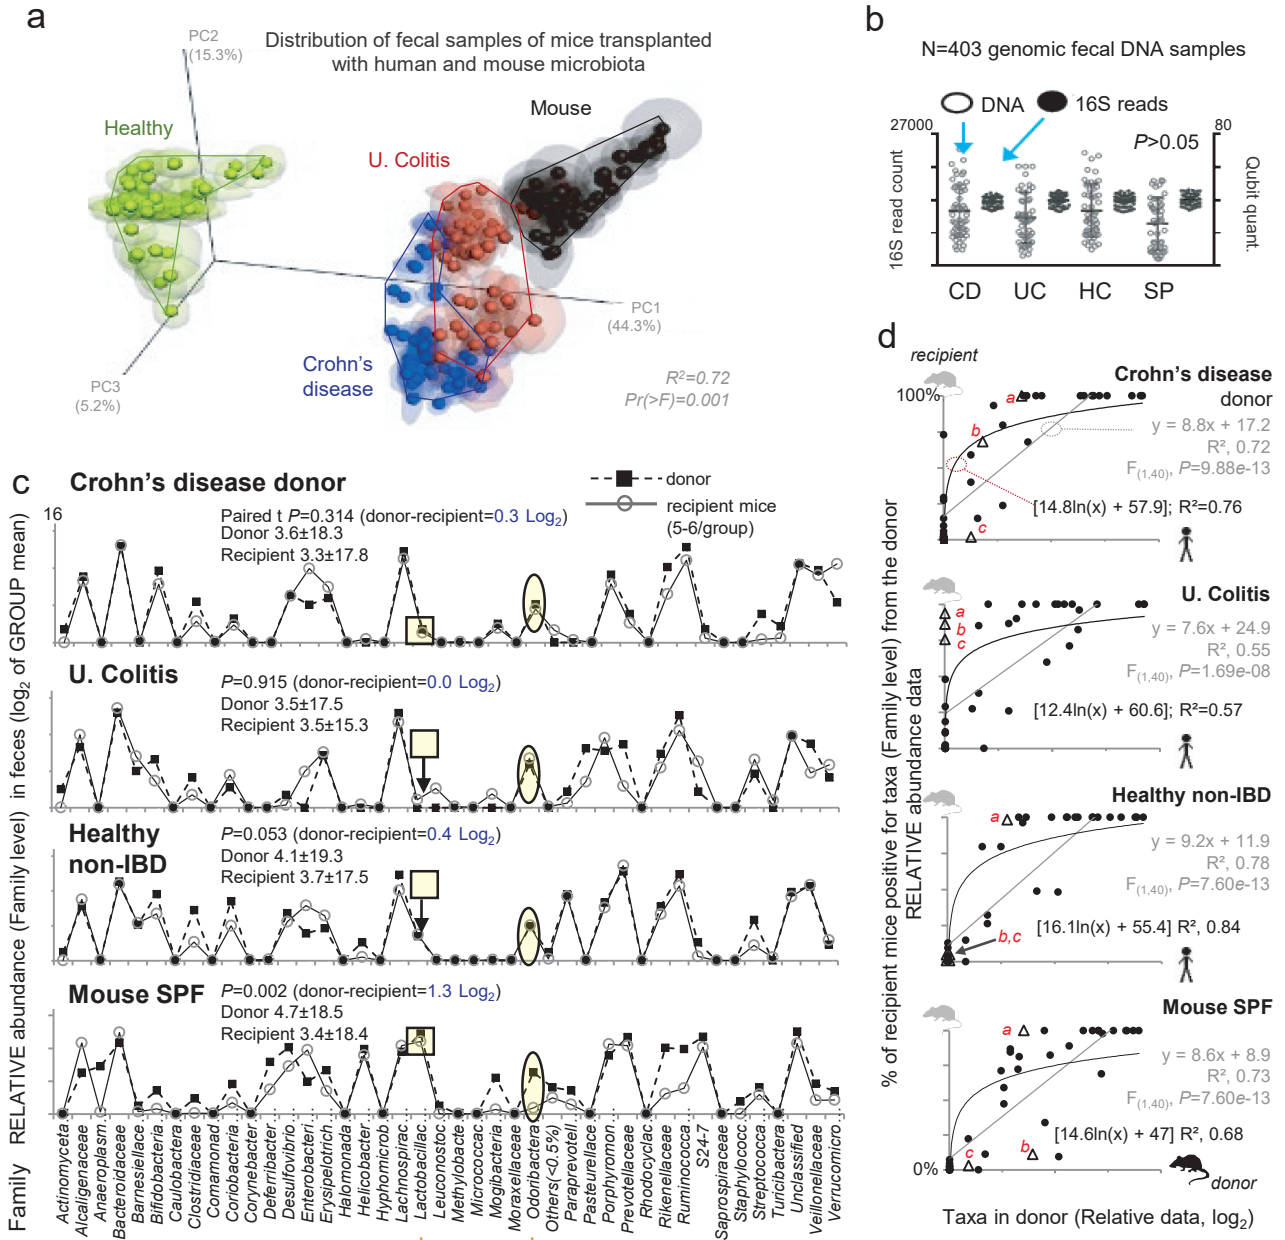 a
Distribution of fecal samples of mice transplanted
with human and mouse microbiota
PC2
(15.3%)
Healthy
U. Colitis
Mouse
Crohn's
disease
PC1
(44.3%)
PC3
(5.2%)
R²=0.72
Pr(>F)=0.001
b
N=403 genomic fecal DNA samples
DNA
16S reads
27000
80
P>0.05
16S read count
Qubit quant.
CD
UC
HC
SP
c
Crohn's disease donor
donor
recipient mice
(5-6/group)
16
Paired t P=0.314 (donor-recipient=0.3 Log₂)
Donor 3.6±18.3
Recipient 3.3±17.8
U. Colitis
P=0.915 (donor-recipient=0.0 Log₂)
Donor 3.5±17.5
Recipient 3.5±15.3
Healthy
non-IBD
P=0.053 (donor-recipient=0.4 Log₂)
Donor 4.1±19.3
Recipient 3.7±17.5
Mouse SPF
P=0.002 (donor-recipient=1.3 Log₂)
Donor 4.7±18.5
Recipient 3.4±18.4
RELATIVE abundance (Family level) in feces (log₂ of GROUP mean)
Family
Actinomyceta.
Alcaligenaceae
Anaeroplasm.
Bacteroidaceae
Barnesiellace.
Bifidobacteria.
Caulobactera.
Clostridiaceae
Comamonad.
Coriobacteria.
Corynebacter.
Deferribacter.
Desulfovibrio.
Enterobacteri..
Erysipelotrich.
Halomonada.
Helicobacter.
Hyphomicrob.
Lachnospirac.
Lactobacillac.
Leuconostoc.
Methylobacte.
Micrococcac.
Mogibacteria.
Moraxellaceae
Odoribactera.
Others(<0.5%)
Paraprevotell.
Pasteurellace.
Porphyromon.
Prevotellaceae
Rhodocyclac.
Rikenellaceae
Ruminococca.
S24-7
Saprospiraceae
Staphylococc.
Streptococca.
Turicibactera.
Unclassified
Veillonellaceae
Verrucomicro.
d
recipient
100%
Crohn's disease
donor
a
b
c
y = 8.8x + 17.2
R², 0.72
F(1,40), P=9.88e-13
[14.8ln(x) + 57.9]; R²=0.76
U. Colitis
a
b
c
y = 7.6x + 24.9
R², 0.55
F(1,40), P=1.69e-08
[12.4ln(x) + 60.6]; R²=0.57
Healthy non-IBD
a
b,c
y = 9.2x + 11.9
R², 0.78
F(1,40), P=7.60e-13
[16.1ln(x) + 55.4] R², 0.84
Mouse SPF
a
b
c
y = 8.6x + 8.9
R², 0.73
F(1,40), P=7.60e-13
[14.6ln(x) + 47] R², 0.68
0%
donor
% of recipient mice positive for taxa (Family level) from the donor
RELATIVE abundance data
Taxa in donor (Relative data, log₂)